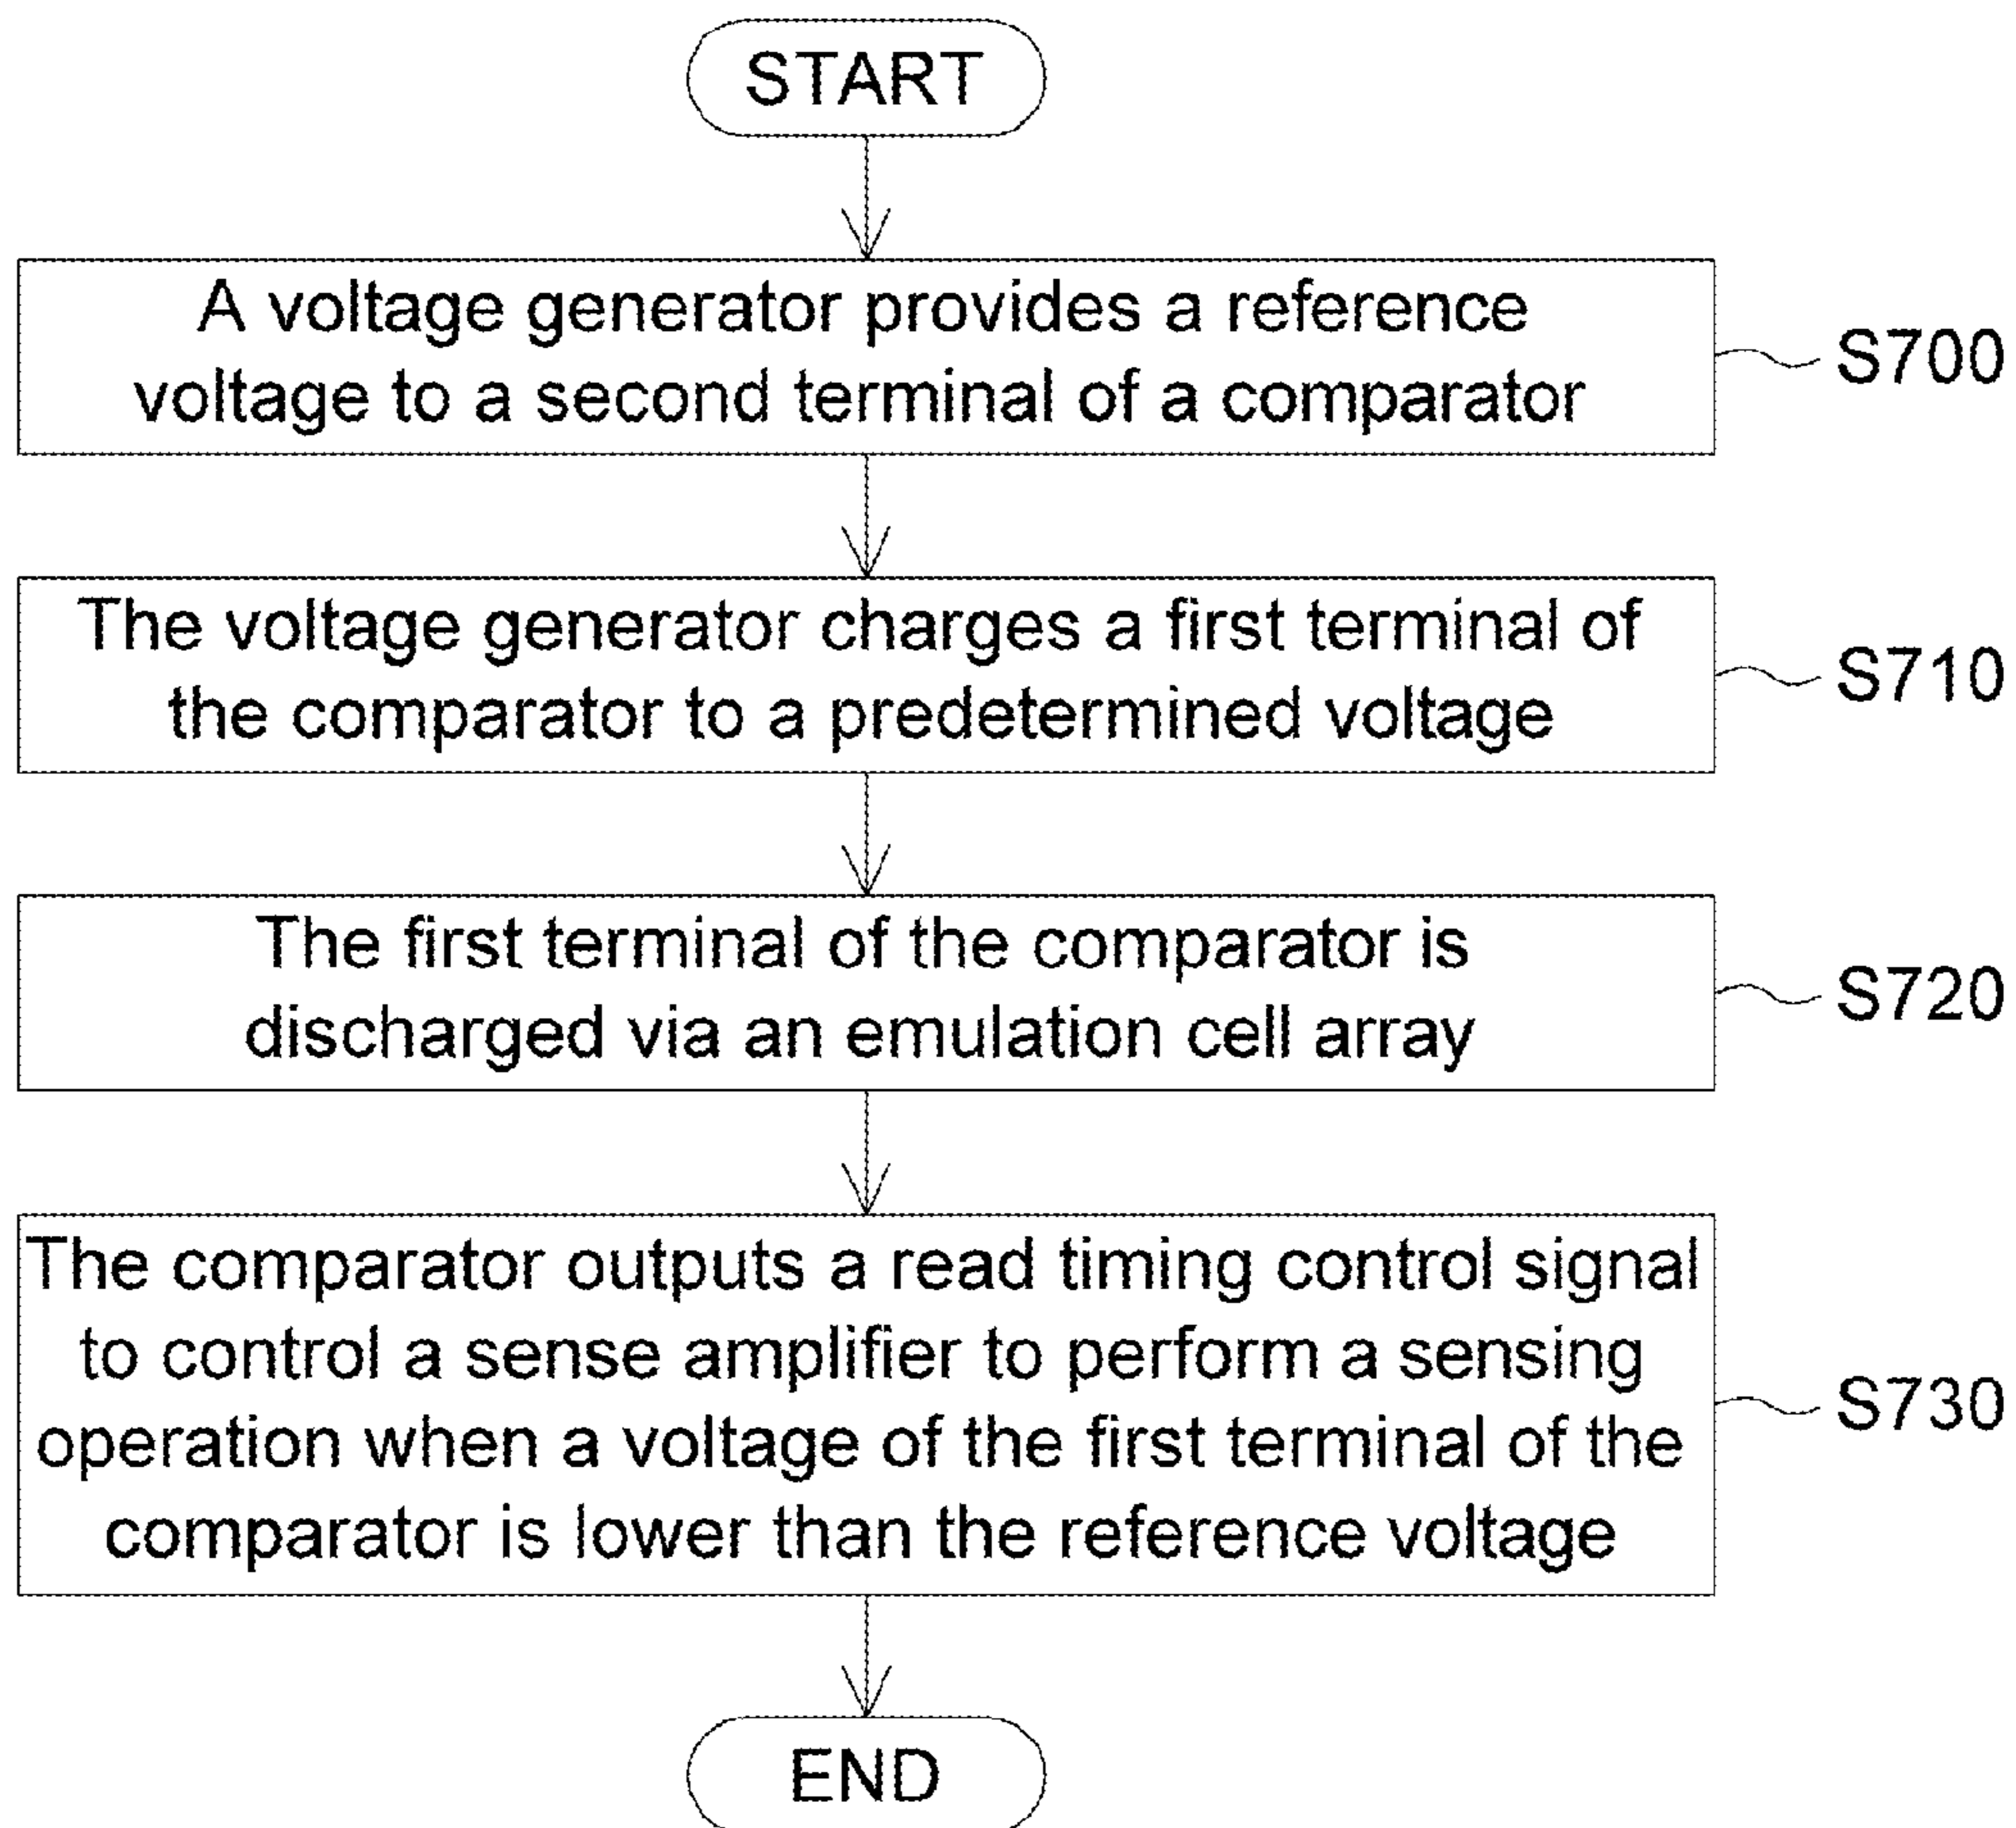 START
A voltage generator provides a reference
voltage to a second terminal of a comparator
S700
The voltage generator charges a first terminal of
the comparator to a predetermined voltage
S710
The first terminal of the comparator is
discharged via an emulation cell array
S720
The comparator outputs a read timing control signal
to control a sense amplifier to perform a sensing
operation when a voltage of the first terminal of the
comparator is lower than the reference voltage
S730
END